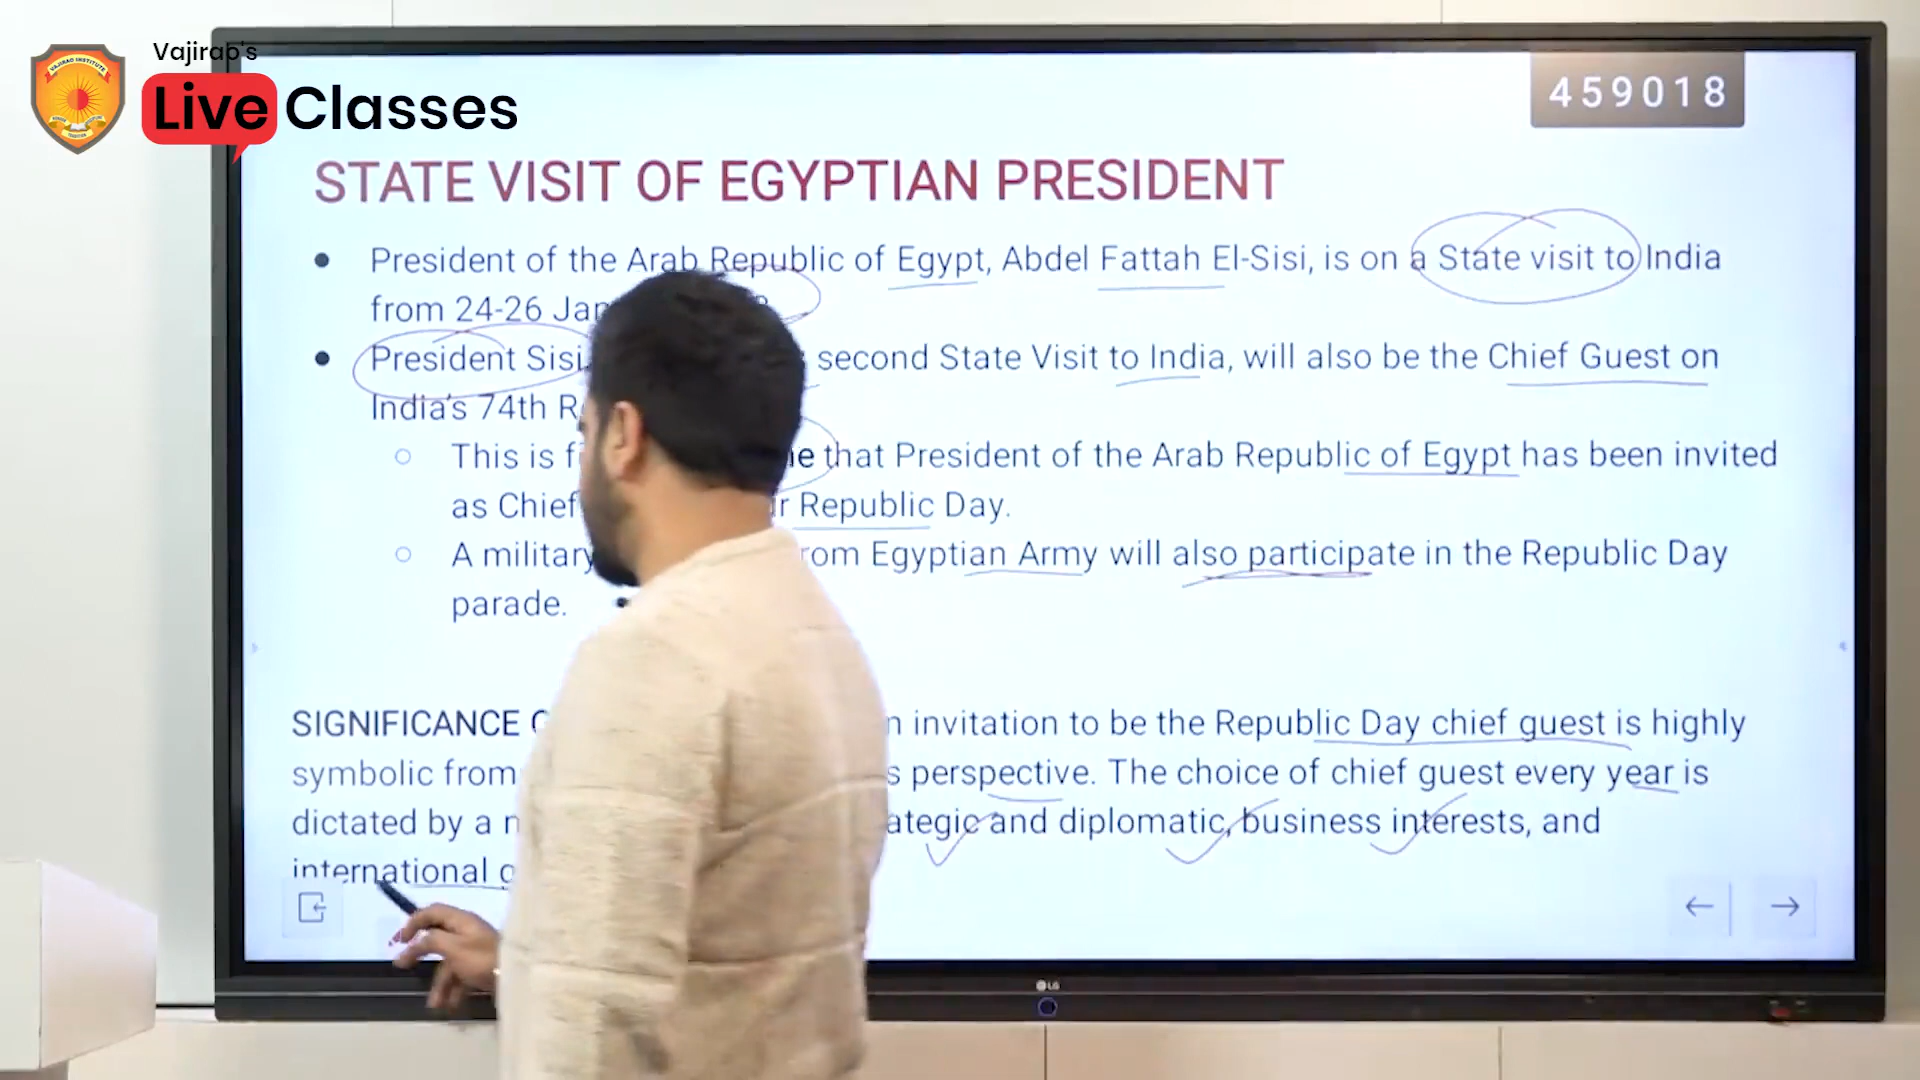 Vajirao's
Live Classes
VAJIRAO INSTITUTE
459018
STATE VISIT OF EGYPTIAN PRESIDENT
President of the Arab Republic of Egypt, Abdel Fattah El-Sisi, is on a State visit to India
from 24-26 Jan
President Sisi, second State Visit to India, will also be the Chief Guest on
India's 74th R
This is fi e that President of the Arab Republic of Egypt has been invited
as Chief r Republic Day.
A military rom Egyptian Army will also participate in the Republic Day
parade.
SIGNIFICANCE O n invitation to be the Republic Day chief guest is highly
symbolic from s perspective. The choice of chief guest every year is
dictated by a n ategic and diplomatic, business interests, and
international g
LG